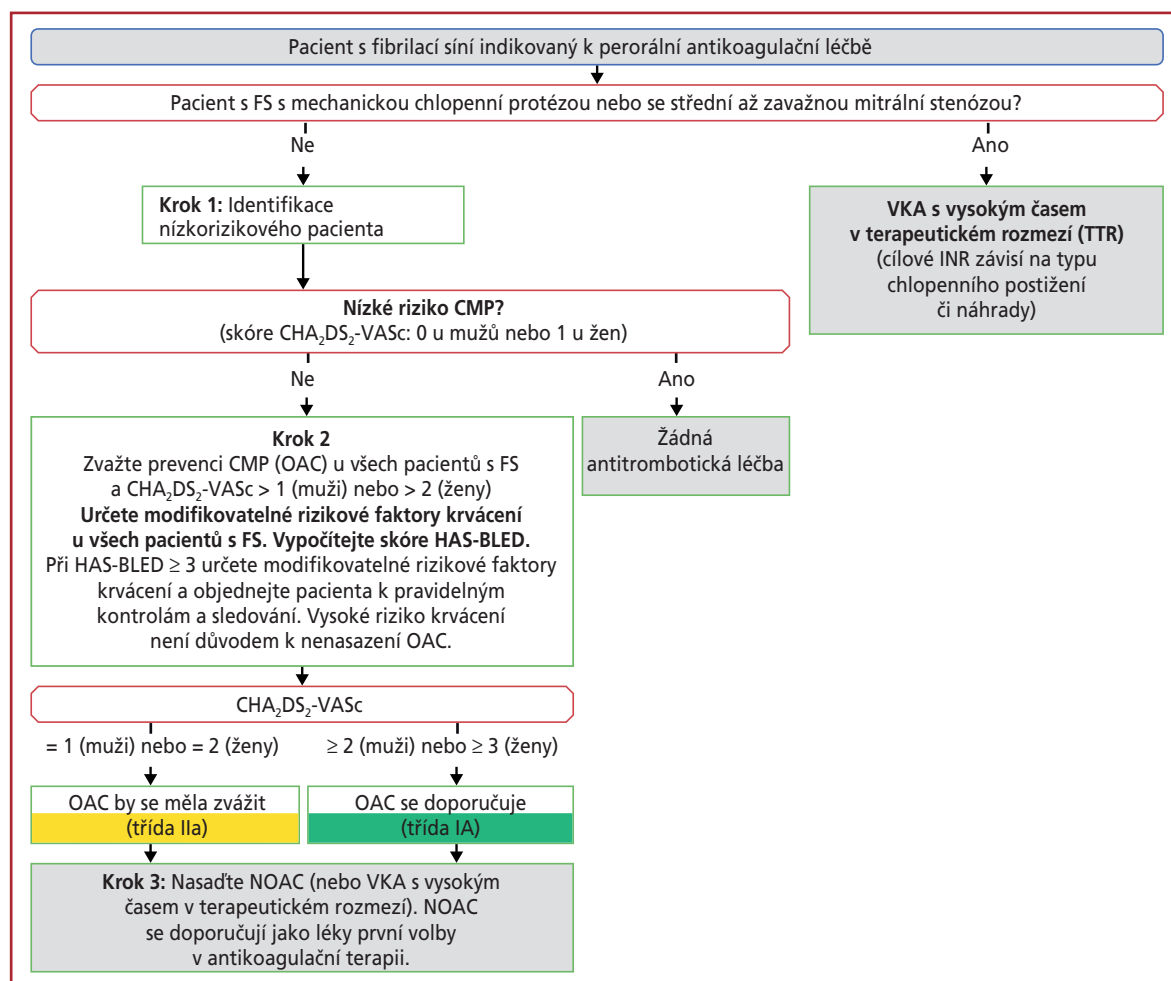 Pacient s fibrilací síní indikovaný k perorální antikoagulační léčbě
Pacient s FS s mechanickou chlopenní protézou nebo se střední až zavažnou mitrální stenózou?
Ne
Ano
Krok 1: Identifikace
nízkorizikového pacienta
VKA s vysokým časem
v terapeutickém rozmezí (TTR)
(cílové INR závisí na typu
chlopenního postižení
či náhrady)
Nízké riziko CMP?
(skóre CHA₂DS₂-VASc: 0 u mužů nebo 1 u žen)
Ne
Ano
Krok 2
Zvažte prevenci CMP (OAC) u všech pacientů s FS
a CHA₂DS₂-VASc > 1 (muži) nebo > 2 (ženy)
Určete modifikovatelné rizikové faktory krvácení
u všech pacientů s FS. Vypočítejte skóre HAS-BLED.
Při HAS-BLED ≥ 3 určete modifikovatelné rizikové faktory
krvácení a objednejte pacienta k pravidelným
kontrolám a sledování. Vysoké riziko krvácení
není důvodem k nenasazení OAC.
Žádná
antitrombotická léčba
CHA₂DS₂-VASc
= 1 (muži) nebo = 2 (ženy)
≥ 2 (muži) nebo ≥ 3 (ženy)
OAC by se měla zvážit
(třída IIa)
OAC se doporučuje
(třída IA)
Krok 3: Nasaďte NOAC (nebo VKA s vysokým
časem v terapeutickém rozmezí). NOAC
se doporučují jako léky první volby
v antikoagulační terapii.